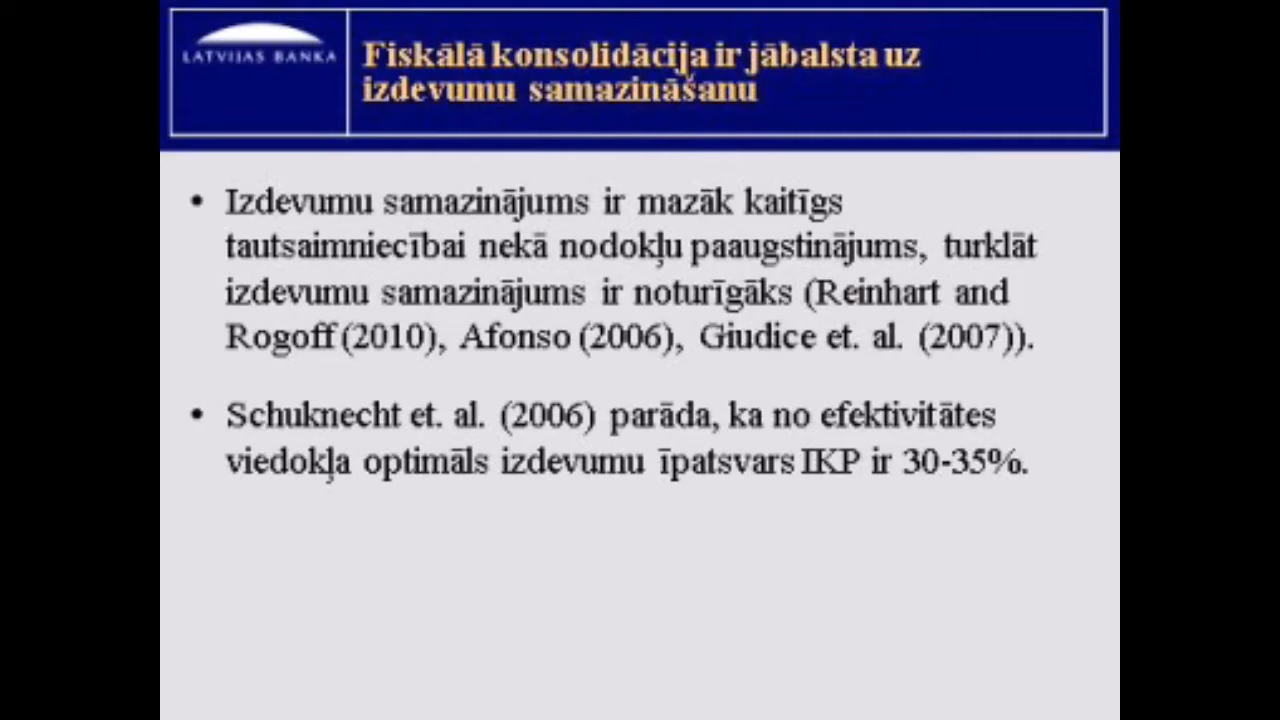 LATVIJAS BANKA
Fiskālā konsolidācija ir jābalsta uz
izdevumu samazināšanu
• Izdevumu samazinājums ir mazāk kaitīgs
tautsaimniecībai nekā nodokļu paaugstinājums, turklāt
izdevumu samazinājums ir noturīgāks (Reinhart and
Rogoff (2010), Afonso (2006), Giudice et. al. (2007)).
• Schuknecht et. al. (2006) parāda, ka no efektivitātes
viedokļa optimāls izdevumu īpatsvars IKP ir 30-35%.